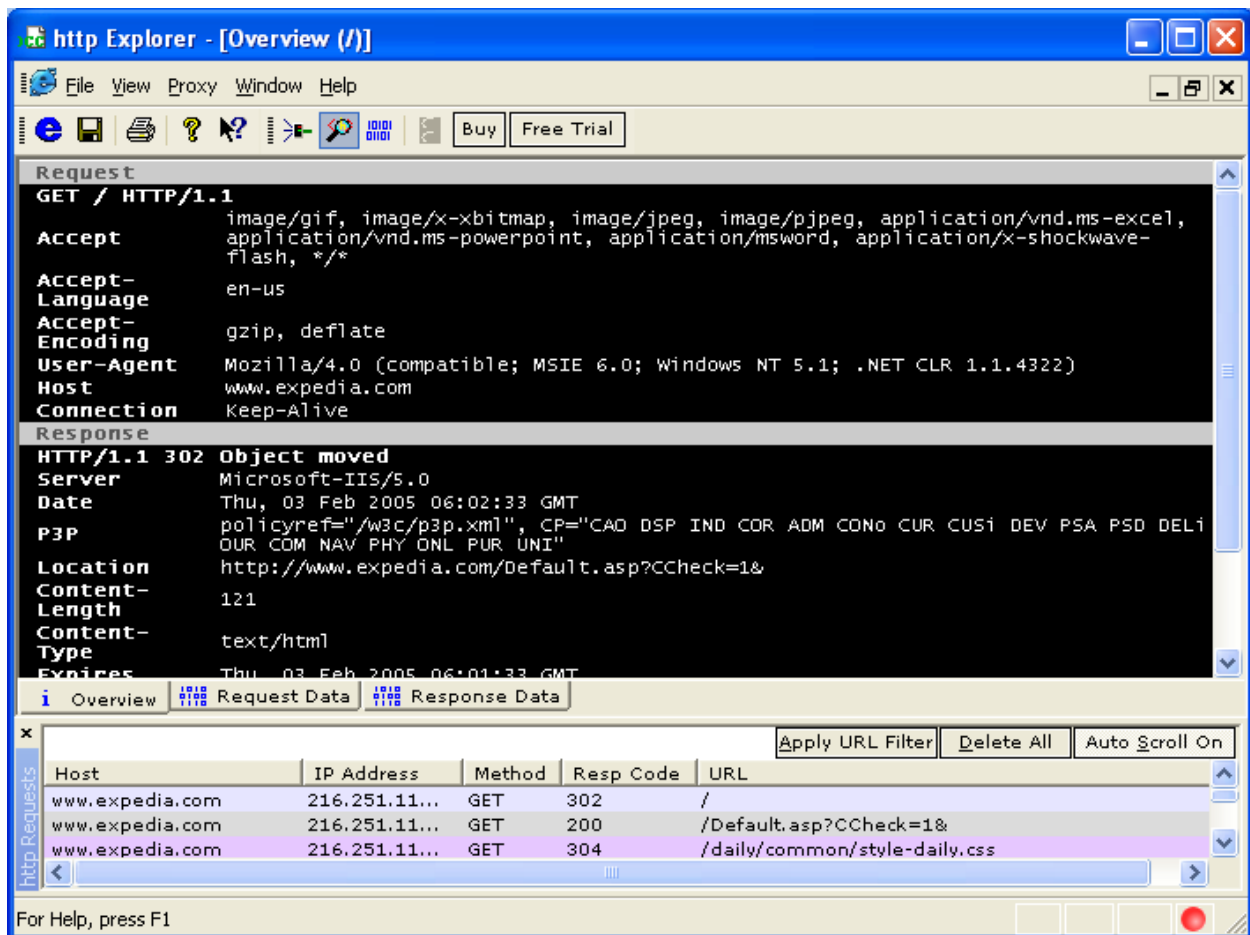 http Explorer - [Overview (/)]
File View Proxy Window Help
Buy Free Trial
Request
GET / HTTP/1.1
Accept image/gif, image/x-xbitmap, image/jpeg, image/pjpeg, application/vnd.ms-excel,
application/vnd.ms-powerpoint, application/msword, application/x-shockwave-
flash, */*
Accept-
Language en-us
Accept-
Encoding gzip, deflate
User-Agent Mozilla/4.0 (compatible; MSIE 6.0; Windows NT 5.1; .NET CLR 1.1.4322)
Host www.expedia.com
Connection Keep-Alive
Response
HTTP/1.1 302 Object moved
Server Microsoft-IIS/5.0
Date Thu, 03 Feb 2005 06:02:33 GMT
P3P policyref="/w3c/p3p.xml", CP="CAO DSP IND COR ADM CONo CUR CUSi DEV PSA PSD DELi
OUR COM NAV PHY ONL PUR UNI"
Location http://www.expedia.com/Default.asp?CCheck=1&
Content-
Length 121
Content-
Type text/html
Expires Thu, 03 Feb 2005 06:01:33 GMT
Overview Request Data Response Data
Apply URL Filter Delete All Auto Scroll On
http Requests
Host IP Address Method Resp Code URL
www.expedia.com 216.251.11... GET 302 /
www.expedia.com 216.251.11... GET 200 /Default.asp?CCheck=1&
www.expedia.com 216.251.11... GET 304 /daily/common/style-daily.css
For Help, press F1